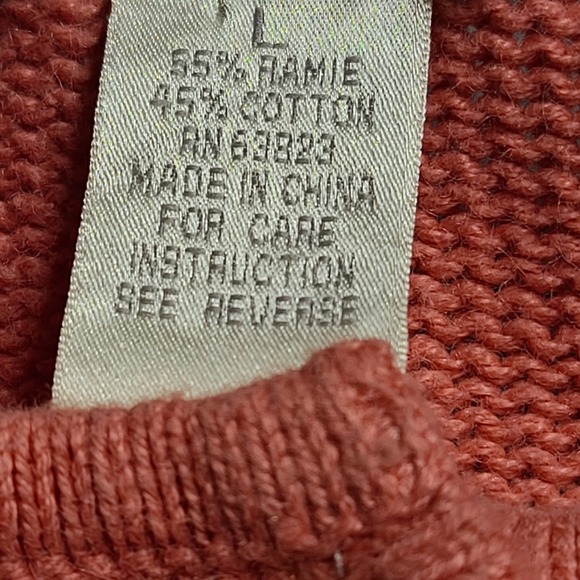 L
55% RAMIE
45% COTTON
RN 63823
MADE IN CHINA
FOR CARE
INSTRUCTION
SEE REVERSE